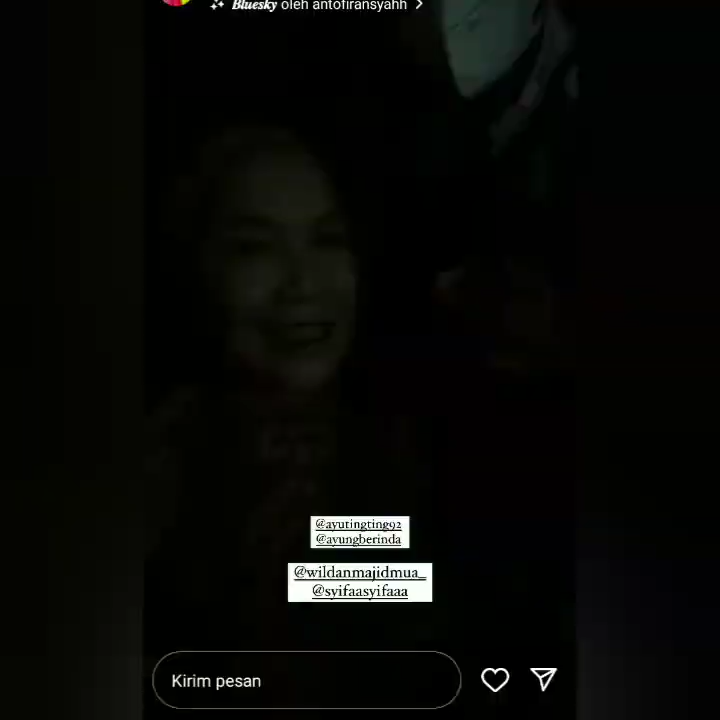 Bluesky oleh antofiransyahh
@ayutingting92
@ayungberinda
@wildanmajidmua_
@syifaasyifaaa
Kirim pesan